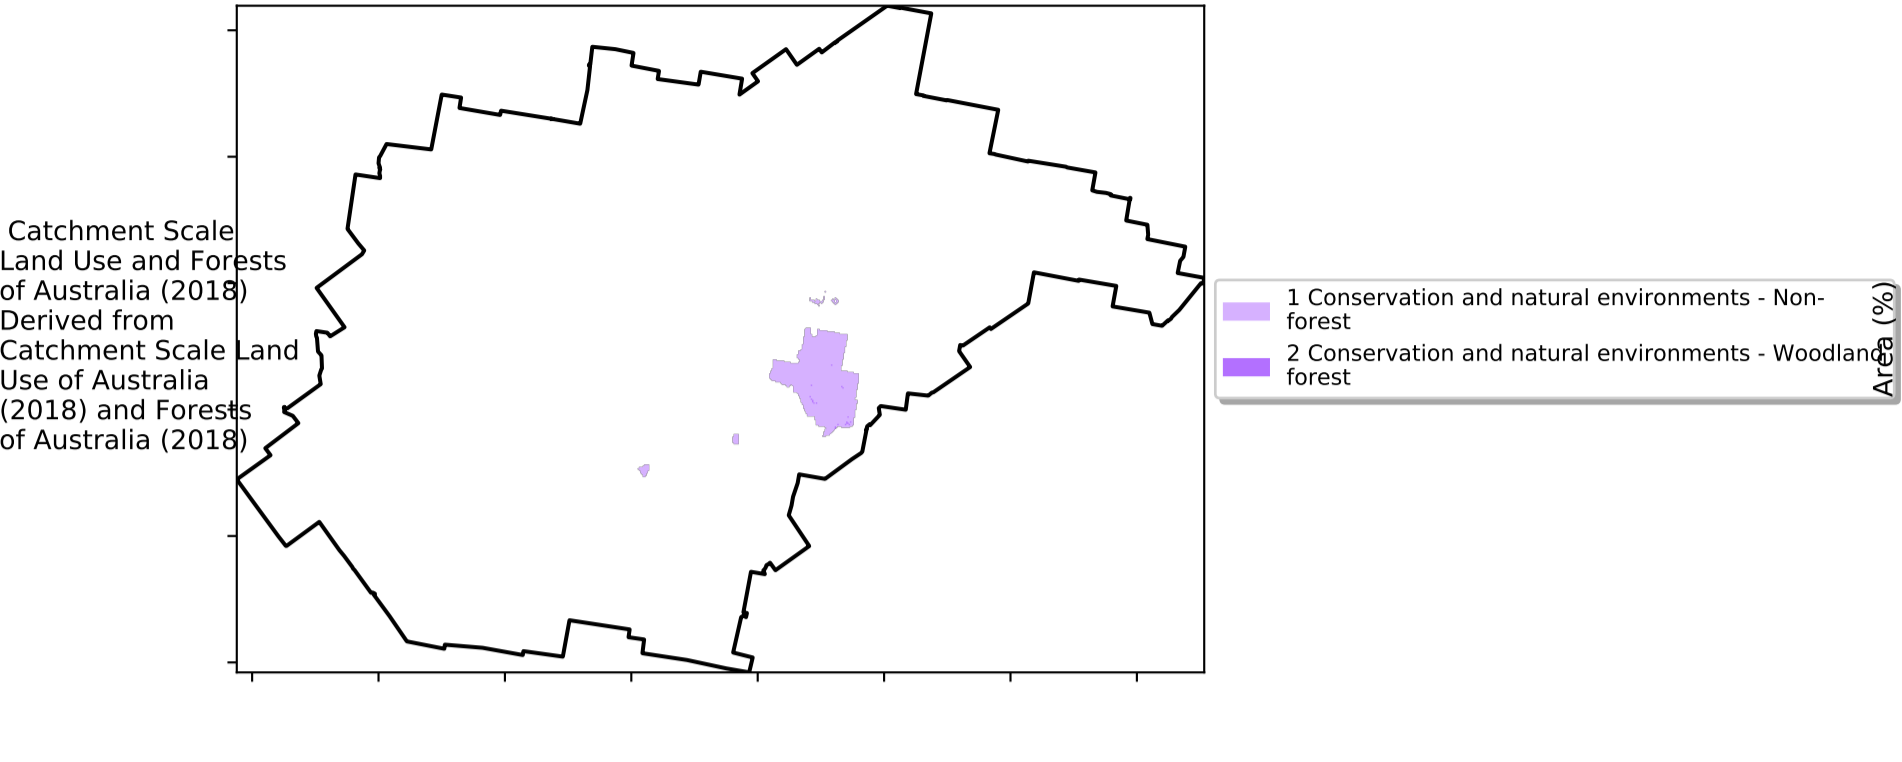 Catchment Scale
Land Use and Forests
of Australia (2018)
Derived from
Catchment Scale Land
Use of Australia
(2018) and Forests
of Australia (2018)
1 Conservation and natural environments - Non-
forest
2 Conservation and natural environments - Woodland
forest
Area (%)